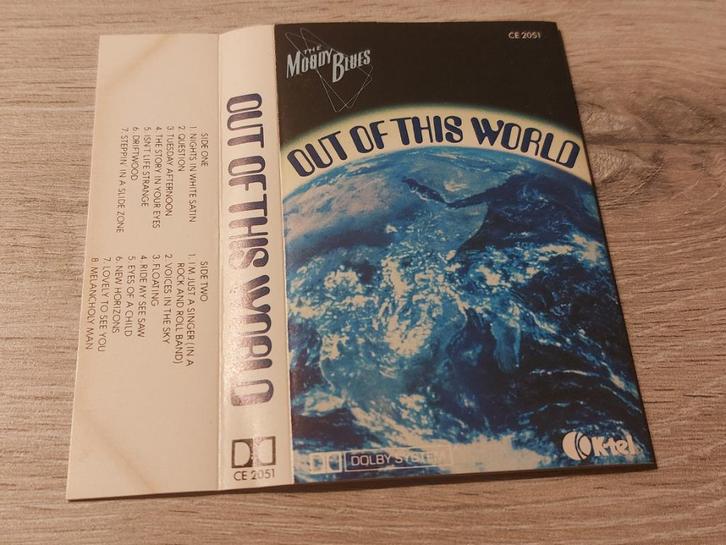 SIDE ONE
1. NIGHTS IN WHITE SATIN
2. QUESTION
3. TUESDAY AFTERNOON
4. THE STORY IN YOUR EYES
5. ISN'T LIFE STRANGE
6. DRIFTWOOD
7. STEPPIN' IN A SLIDE ZONE
SIDE TWO
1. I'M JUST A SINGER (IN A
ROCK AND ROLL BAND)
2. VOICES IN THE SKY
3. FLOATING
4. RIDE MY SEE SAW
5. EYES OF A CHILD
6. NEW HORIZONS
7. LOVELY TO SEE YOU
8. MELANCHOLY MAN
OUT OF THIS WORLD
CE 2051
THE
MOODY BLUES
CE 2051
OUT OF THIS WORLD
DOLBY SYSTEM
K-tel